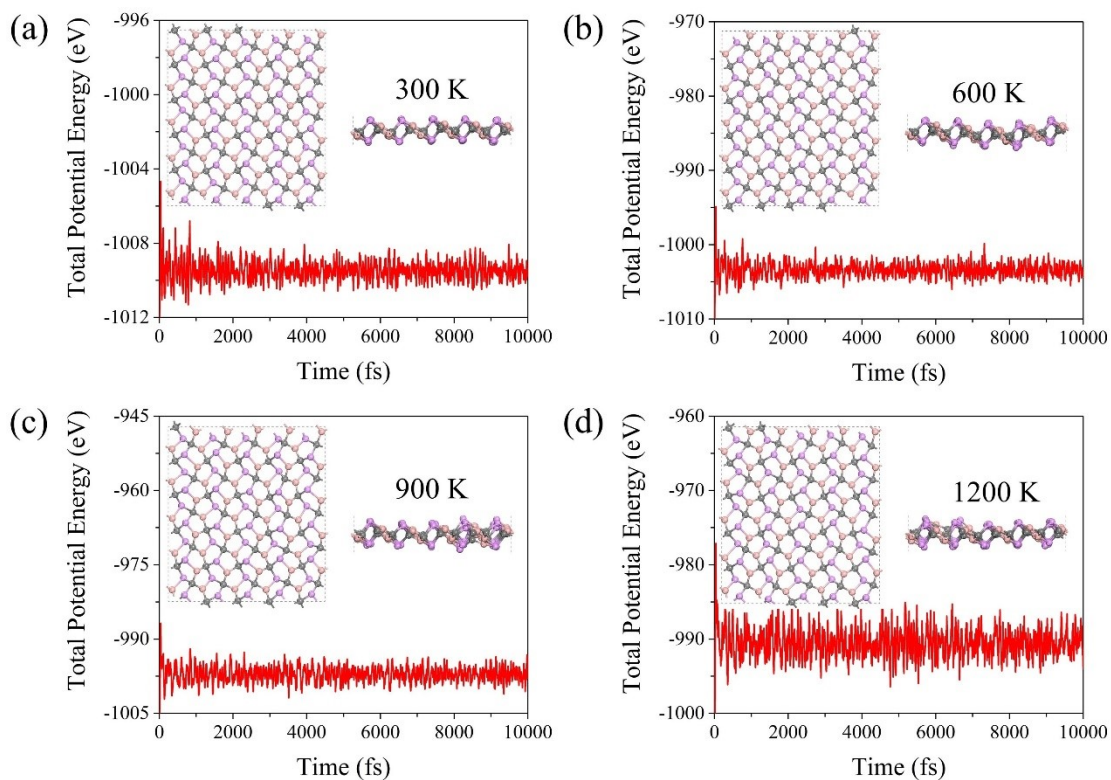 (a)
Total Potential Energy (eV)
-996
-1000
-1004
-1008
-1012
300 K
0
2000
4000
6000
8000
10000
Time (fs)
(b)
Total Potential Energy (eV)
-970
-980
-990
-1000
-1010
600 K
0
2000
4000
6000
8000
10000
Time (fs)
(c)
Total Potential Energy (eV)
-945
-960
-975
-990
-1005
900 K
0
2000
4000
6000
8000
10000
Time (fs)
(d)
Total Potential Energy (eV)
-960
-970
-980
-990
-1000
1200 K
0
2000
4000
6000
8000
10000
Time (fs)